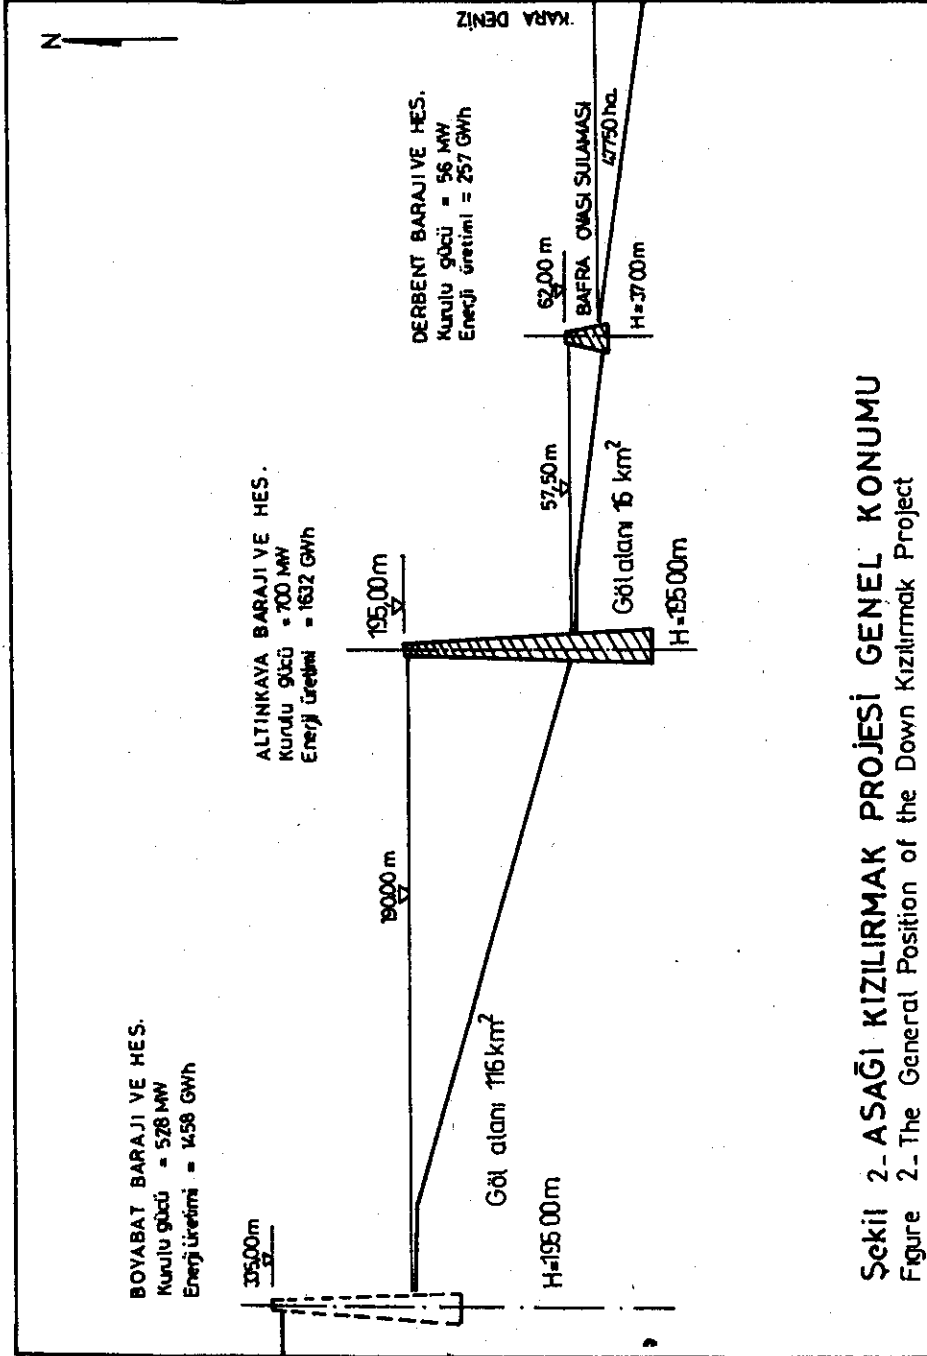 N
KARA DENİZ
BOYABAT BARAJI VE HES.
Kurulu gücü = 528 MW
Enerji üretimi = 1458 GWh
335,00m
H=195 00m
Göl alanı 116 km²
190.00 m
ALTINKAYA BARAJI VE HES.
Kurulu gücü = 700 MW
Enerji üretimi = 1632 GWh
195,00m
H=195 00m
Göl alanı 16 km²
57,50 m
DERBENT BARAJI VE HES.
Kurulu gücü = 56 MW
Enerji üretimi = 257 GWh
62,00 m
H=37 00m
BAFRA OVASI SULAMASI
47750 ha.
Şekil 2- ASAĞI KIZILIRMAK PROJESİ GENEL KONUMU
Figure 2- The General Position of the Down Kızılırmak Project